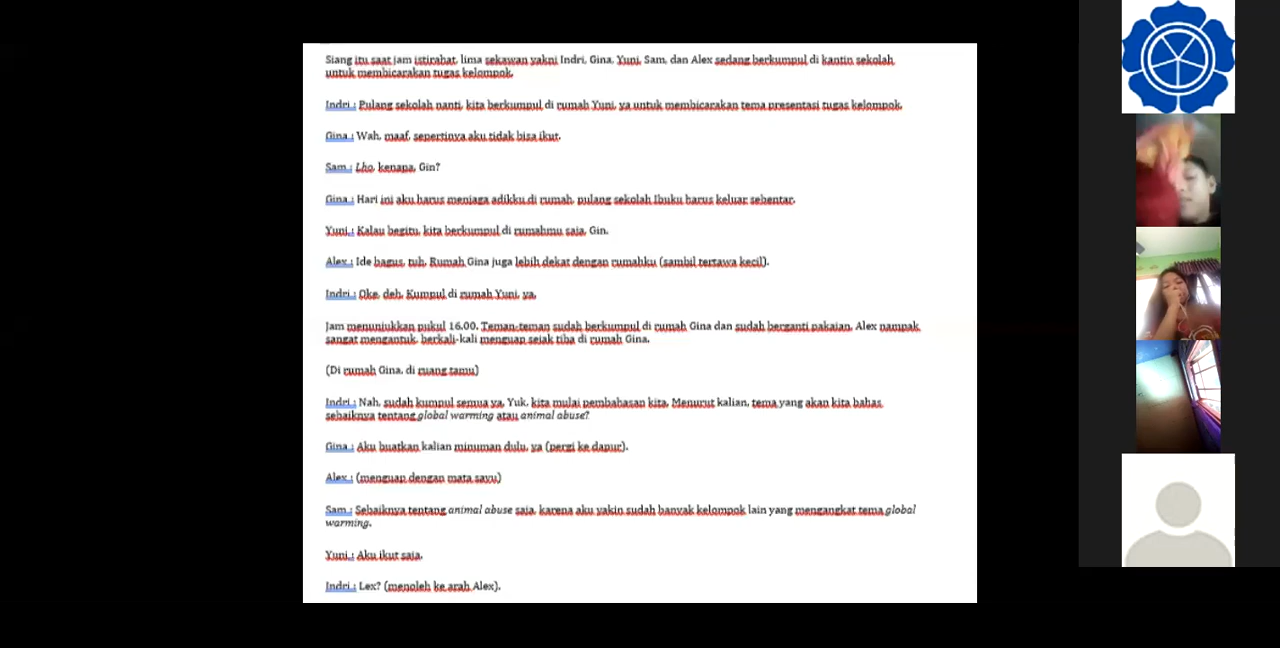 Siang itu saat jam istirahat, lima sekawan yakni Indri, Gina, Yuni, Sam, dan Alex sedang berkumpul di kantin sekolah
untuk membicarakan tugas kelompok.
Indri : Pulang sekolah nanti, kita berkumpul di rumah Yuni, ya untuk membicarakan tema presentasi tugas kelompok.
Gina : Wah, maaf, sepertinya aku tidak bisa ikut.
Sam : Lho, kenapa, Gin?
Gina : Hari ini aku harus menjaga adikku di rumah, pulang sekolah Ibuku harus keluar sebentar.
Yuni : Kalau begitu, kita berkumpul di rumahmu saja, Gin.
Alex : Ide bagus, tuh. Rumah Gina juga lebih dekat dengan rumahku (sambil tertawa kecil).
Indri : Oke, deh. Kumpul di rumah Yuni, ya.
Jam menunjukkan pukul 16.00. Teman-teman sudah berkumpul di rumah Gina dan sudah berganti pakaian. Alex nampak
sangat mengantuk, berkali-kali menguap sejak tiba di rumah Gina.
(Di rumah Gina, di ruang tamu)
Indri : Nah, sudah kumpul semua ya. Yuk, kita mulai pembahasan kita. Menurut kalian, tema yang akan kita bahas
sebaiknya tentang global warming atau animal abuse?
Gina : Aku buatkan kalian minuman dulu, ya (pergi ke dapur).
Alex : (menguap dengan mata sayu)
Sam : Sebaiknya tentang animal abuse saja, karena aku yakin sudah banyak kelompok lain yang mengangkat tema global
warming.
Yuni : Aku ikut saja.
Indri : Lex? (menoleh ke arah Alex).